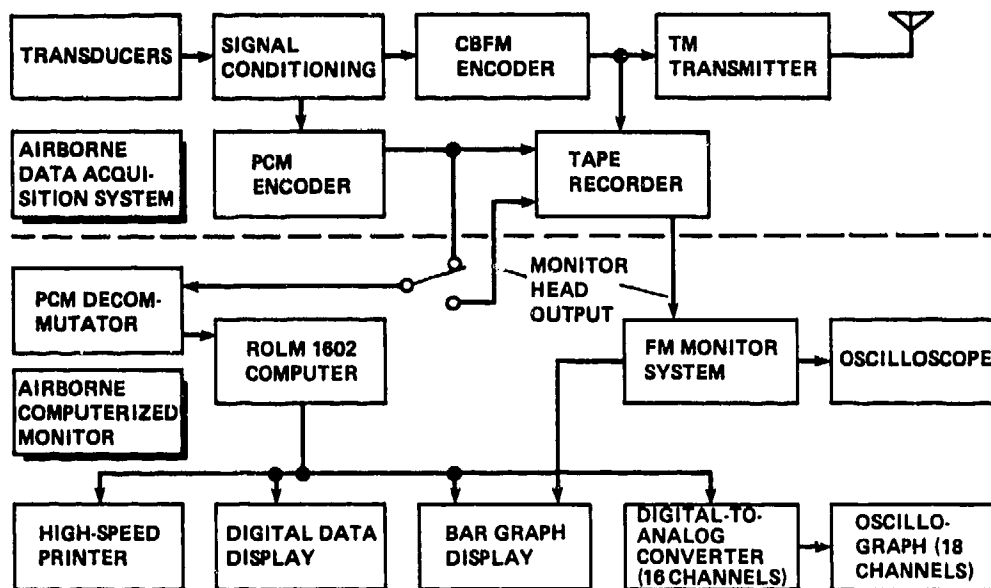 TRANSDUCERS
SIGNAL
CONDITIONING
CBFM
ENCODER
TM
TRANSMITTER
AIRBORNE
DATA ACQUI-
SITION SYSTEM
PCM
ENCODER
TAPE
RECORDER
MONITOR
HEAD
OUTPUT
PCM DECOM-
MUTATOR
ROLM 1602
COMPUTER
FM MONITOR
SYSTEM
OSCILLOSCOPE
AIRBORNE
COMPUTERIZED
MONITOR
HIGH-SPEED
PRINTER
DIGITAL DATA
DISPLAY
BAR GRAPH
DISPLAY
DIGITAL-TO-
ANALOG
CONVERTER
(16 CHANNELS)
OSCILLO-
GRAPH (18
CHANNELS)